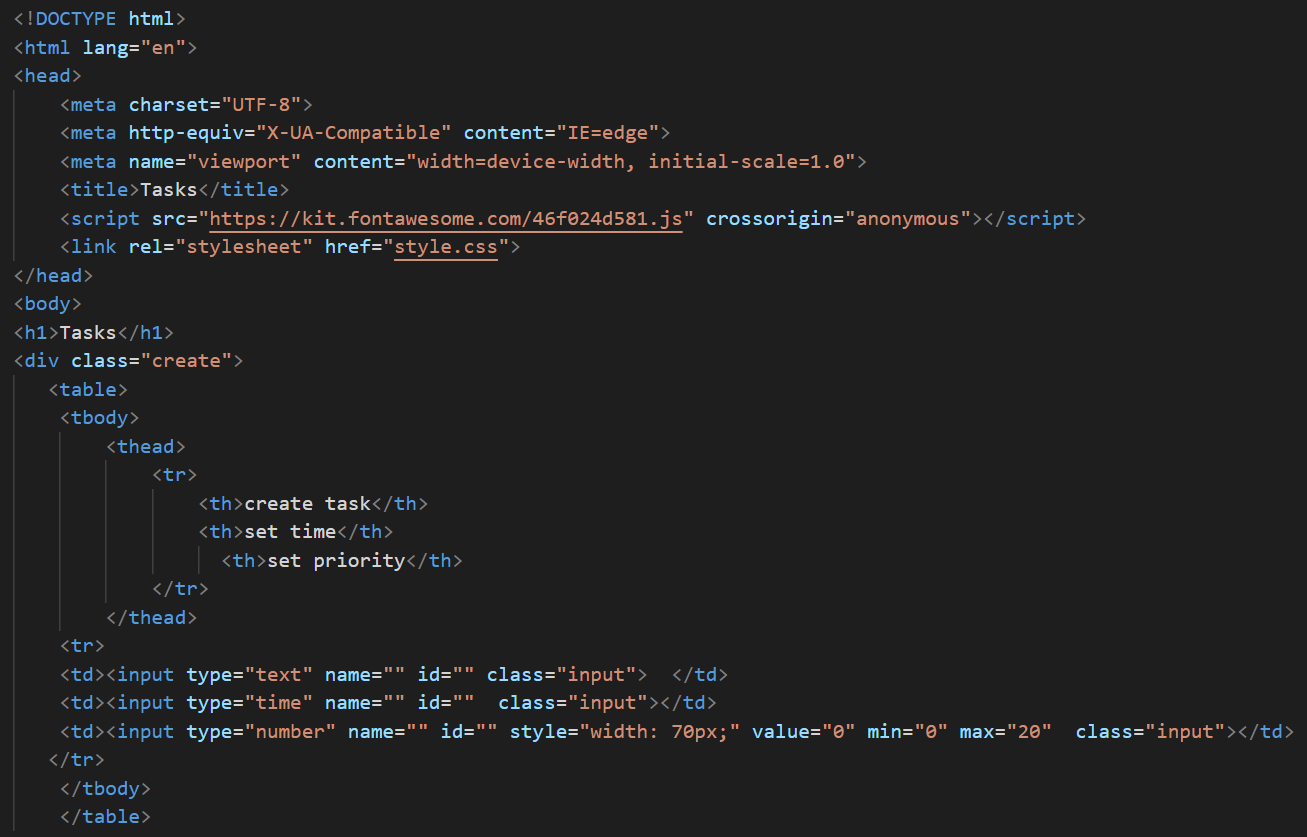 <!DOCTYPE html>
<html lang="en">
<head>
    <meta charset="UTF-8">
    <meta http-equiv="X-UA-Compatible" content="IE=edge">
    <meta name="viewport" content="width=device-width, initial-scale=1.0">
    <title>Tasks</title>
    <script src="https://kit.fontawesome.com/46f024d581.js" crossorigin="anonymous"></script>
    <link rel="stylesheet" href="style.css">
</head>
<body>
<h1>Tasks</h1>
<div class="create">
   <table>
    <tbody>
        <thead>
            <tr>
                <th>create task</th>
                <th>set time</th>
                  <th>set priority</th>
            </tr>
        </thead>
    <tr>
    <td><input type="text" name="" id="" class="input">  </td>
    <td><input type="time" name="" id=""  class="input"></td>
    <td><input type="number" name="" id="" style="width: 70px;" value="0" min="0" max="20"  class="input"></td>
   </tr>
    </tbody>
    </table>